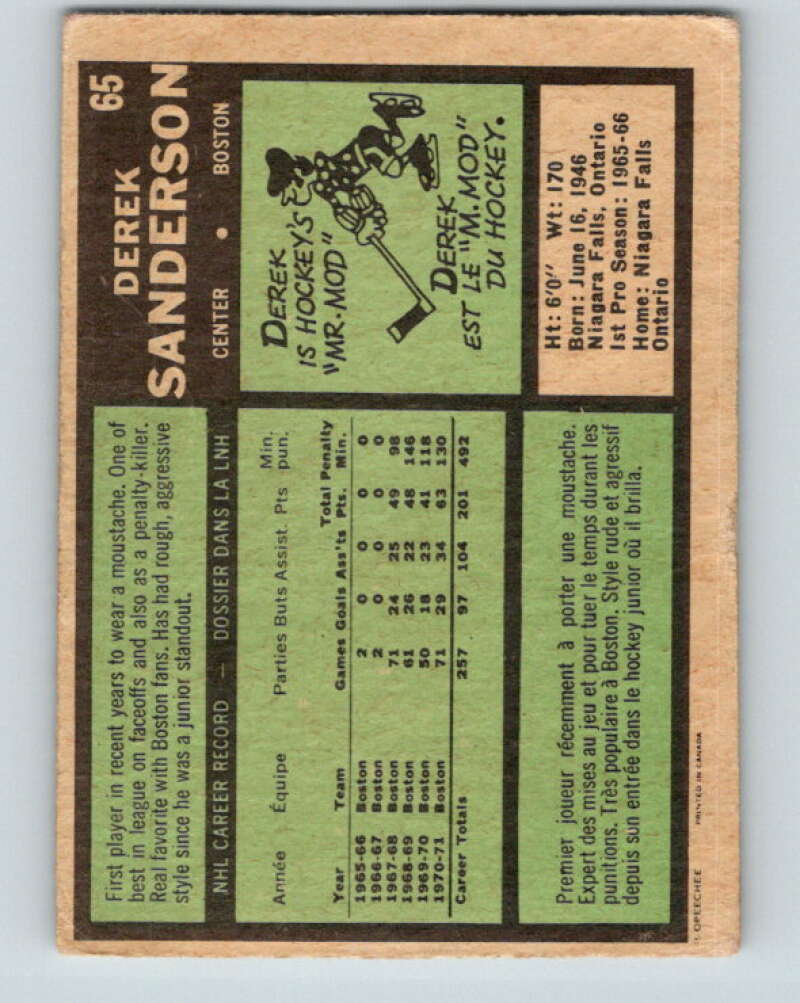 65
DEREK
SANDERSON
CENTER • BOSTON
First player in recent years to wear a moustache. One of
best in league on faceoffs and also as a penalty-killer.
Real favorite with Boston fans. Has had rough, aggressive
style since he was a junior standout.
DEREK
IS HOCKEY'S
"MR. MOD"
DEREK
EST LE "M. MOD"
DU HOCKEY.
NHL CAREER RECORD — DOSSIER DANS LA LNH
Année Équipe Parties Buts Assist. Pts Min. pun.
Year Team Games Goals Ass'ts Total Pts. Penalty Min.
1965-66 Boston 2 0 0 0 0
1966-67 Boston 2 0 0 0 0
1967-68 Boston 71 24 25 49 98
1968-69 Boston 61 26 22 48 146
1969-70 Boston 50 18 23 41 118
1970-71 Boston 71 29 34 63 130
Career Totals 257 97 104 201 492
Ht: 6'0" Wt: 170
Born: June 16, 1946
Niagara Falls, Ontario
1st Pro Season: 1965-66
Home: Niagara Falls
Ontario
Premier joueur récemment à porter une moustache.
Expert des mises au jeu et pour tuer le temps durant les
punitions. Très populaire à Boston. Style rude et agressif
depuis son entrée dans le hockey junior où il brilla.
O-PEE-CHEE PRINTED IN CANADA